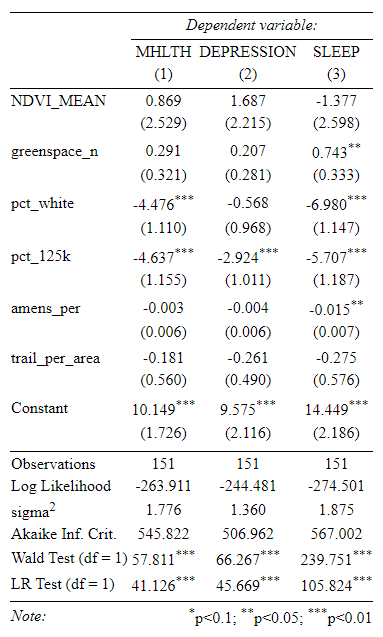 Dependent variable:
MHLTH DEPRESSION SLEEP
(1) (2) (3)
NDVI_MEAN 0.869 1.687 -1.377
(2.529) (2.215) (2.598)
greenspace_n 0.291 0.207 0.743**
(0.321) (0.281) (0.333)
pct_white -4.476*** -0.568 -6.980***
(1.110) (0.968) (1.147)
pct_125k -4.637*** -2.924*** -5.707***
(1.155) (1.011) (1.187)
amens_per -0.003 -0.004 -0.015**
(0.006) (0.006) (0.007)
trail_per_area -0.181 -0.261 -0.275
(0.560) (0.490) (0.576)
Constant 10.149*** 9.575*** 14.449***
(1.726) (2.116) (2.186)
Observations 151 151 151
Log Likelihood -263.911 -244.481 -274.501
sigma2 1.776 1.360 1.875
Akaike Inf. Crit. 545.822 506.962 567.002
Wald Test (df = 1) 57.811*** 66.267*** 239.751***
LR Test (df = 1) 41.126*** 45.669*** 105.824***
Note: *p<0.1; **p<0.05; ***p<0.01